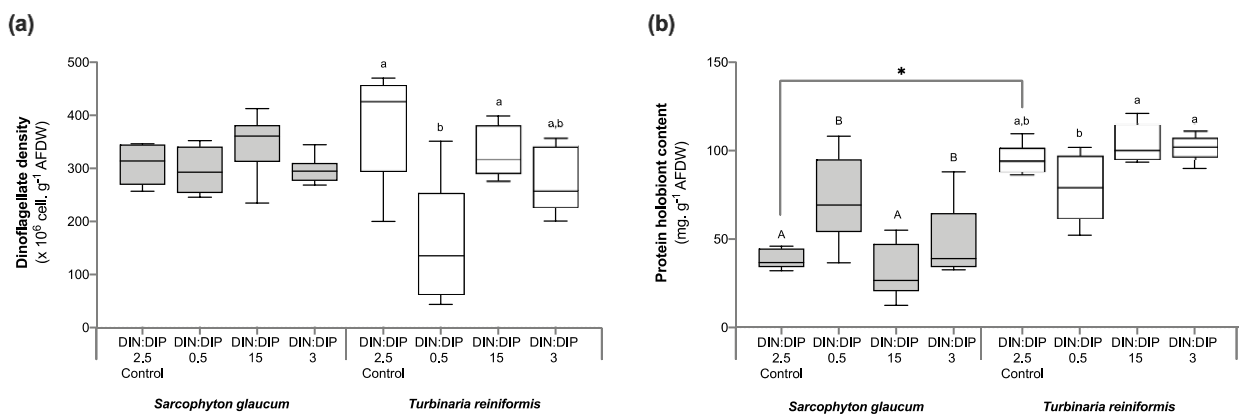 (a)
Dinoflagellate density
(x 10⁶ cell. g⁻¹ AFDW)
500
400
300
200
100
0
a
b
a
a,b
DIN:DIP DIN:DIP DIN:DIP DIN:DIP DIN:DIP DIN:DIP DIN:DIP DIN:DIP
2.5 0.5 15 3 2.5 0.5 15 3
Control Control
Sarcophyton glaucum Turbinaria reiniformis
(b)
Protein holobiont content
(mg. g⁻¹ AFDW)
150
100
50
0
*
A
B
A
B
a,b
b
a
a
DIN:DIP DIN:DIP DIN:DIP DIN:DIP DIN:DIP DIN:DIP DIN:DIP DIN:DIP
2.5 0.5 15 3 2.5 0.5 15 3
Control Control
Sarcophyton glaucum Turbinaria reiniformis